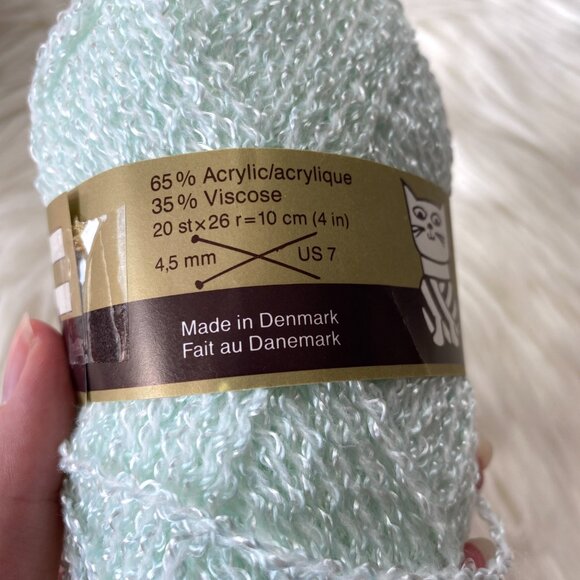 65% Acrylic/acrylique
35% Viscose
20 st x 26 r = 10 cm (4 in)
4,5 mm US 7
Made in Denmark
Fait au Danemark